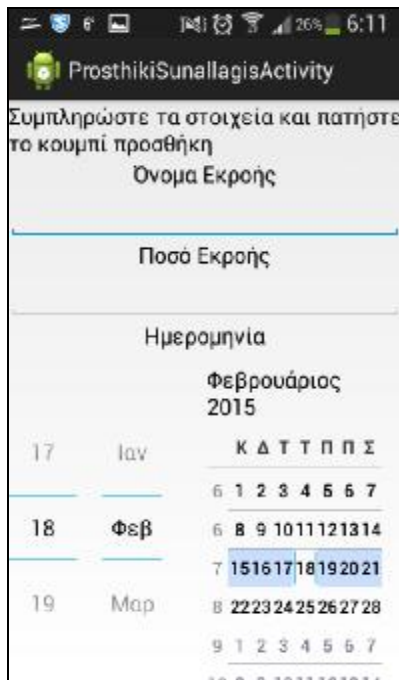 6° 26% 6:11
ProsthikiSunallagisActivity
Συμπληρώστε τα στοιχεία και πατήστε
το κουμπί προσθήκη
Όνομα Εκροής
Ποσό Εκροής
Ημερομηνία
Φεβρουάριος
2015
17 Ιαν
18 Φεβ
19 Μαρ
Κ Δ Τ Τ Π Π Σ
6 1 2 3 4 5 6 7
6 8 9 10 11 12 13 14
7 15 16 17 18 19 20 21
8 22 23 24 25 26 27 28
9 1 2 3 4 5 6 7